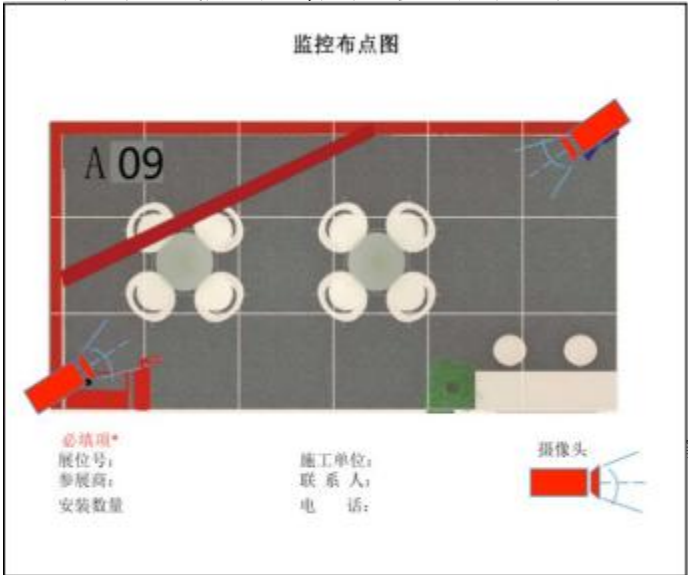 监控布点图
A 09
必填项*
展位号：
参展商：
安装数量
施工单位：
联 系 人：
电 话：
摄像头